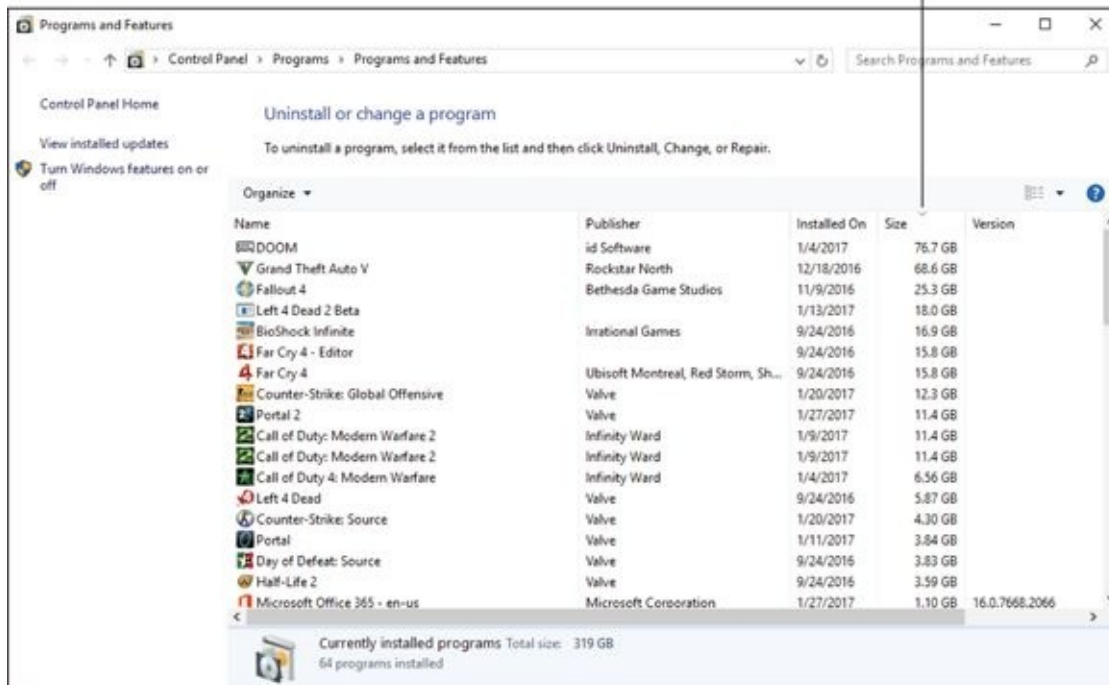 Programs and Features
Control Panel > Programs > Programs and Features
Search Programs and Features
Control Panel Home
View installed updates
Turn Windows features on or off
Uninstall or change a program
To uninstall a program, select it from the list and then click Uninstall, Change, or Repair.
Organize
Name Publisher Installed On Size Version
DOOM id Software 1/4/2017 76.7 GB
Grand Theft Auto V Rockstar North 12/18/2016 68.6 GB
Fallout 4 Bethesda Game Studios 11/9/2016 25.3 GB
Left 4 Dead 2 Beta 1/13/2017 18.0 GB
BioShock Infinite Irrational Games 9/24/2016 16.9 GB
Far Cry 4 - Editor 9/24/2016 15.8 GB
Far Cry 4 Ubisoft Montreal, Red Storm, Sh... 9/24/2016 15.8 GB
Counter-Strike: Global Offensive Valve 1/20/2017 12.3 GB
Portal 2 Valve 1/27/2017 11.4 GB
Call of Duty: Modern Warfare 2 Infinity Ward 1/9/2017 11.4 GB
Call of Duty: Modern Warfare 2 Infinity Ward 1/9/2017 11.4 GB
Call of Duty 4: Modern Warfare Infinity Ward 1/4/2017 6.56 GB
Left 4 Dead Valve 9/24/2016 5.87 GB
Counter-Strike: Source Valve 1/20/2017 4.30 GB
Portal Valve 1/11/2017 3.84 GB
Day of Defeat: Source Valve 9/24/2016 3.83 GB
Half-Life 2 Valve 9/24/2016 3.59 GB
Microsoft Office 365 - en-us Microsoft Corporation 1/27/2017 1.10 GB 16.0.7668.2066
Currently installed programs Total size: 319 GB
64 programs installed